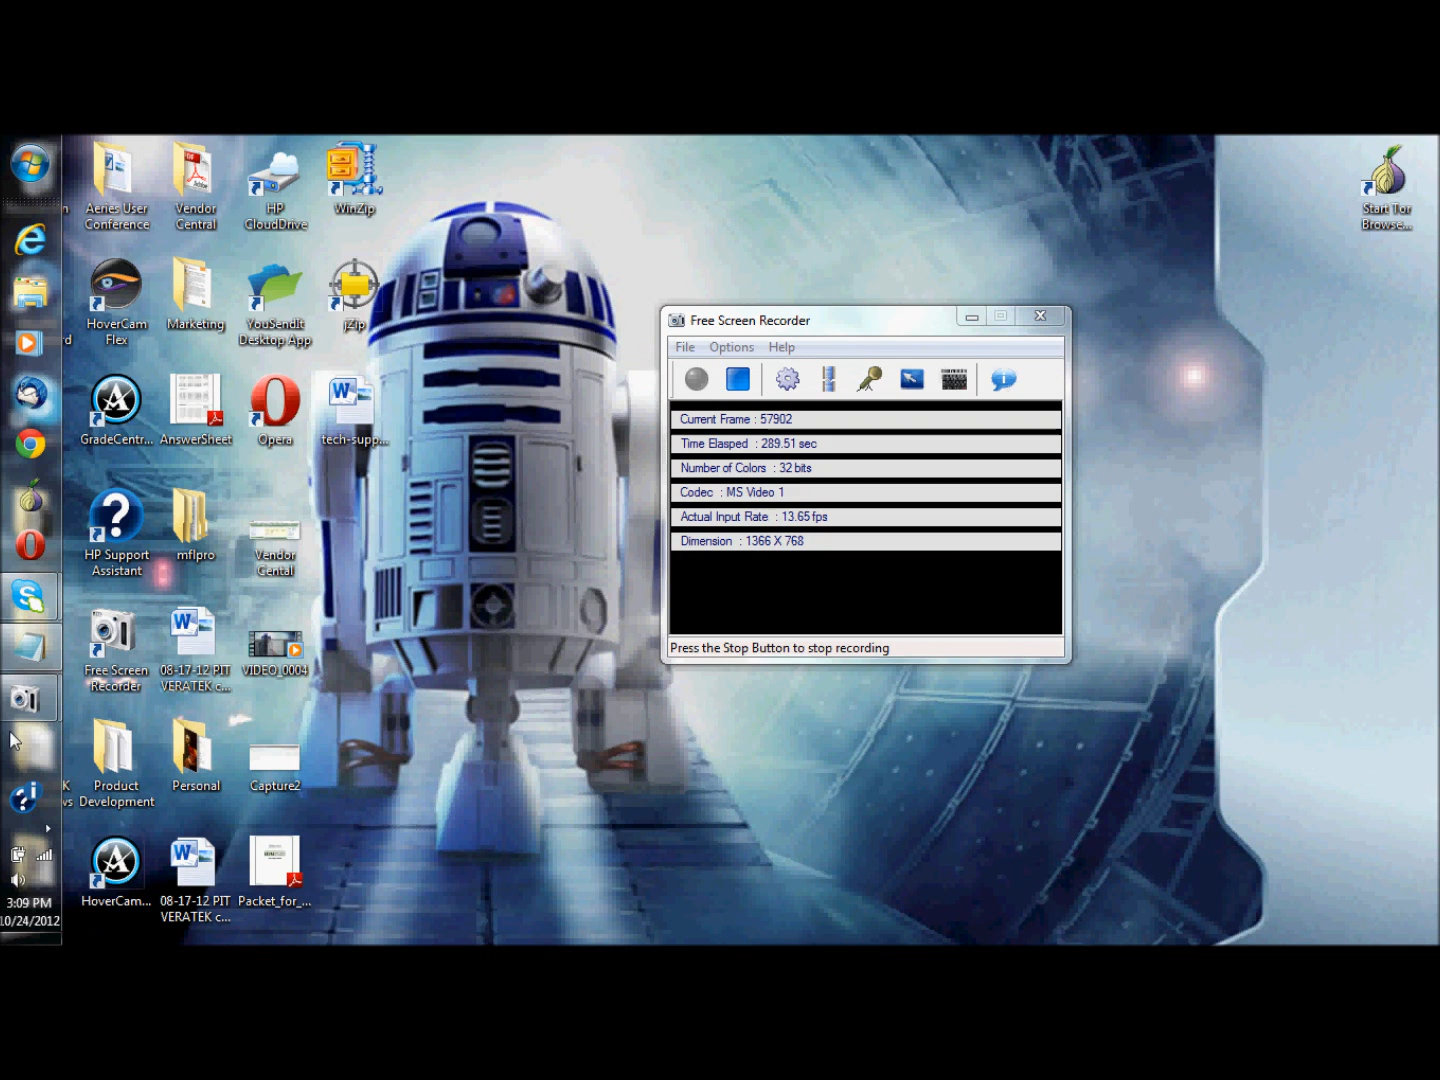 Aeries User
Conference
Vendor
Central
HP
CloudDrive
WinZip
Start Tor
Browse...
HoverCam
Flex
Marketing
YouSendIt
Desktop App
jZip
GradeCentr...
AnswerSheet
Opera
tech-supp...
HP Support
Assistant
mflpro
Vendor
Cental
Free Screen
Recorder
08-17-12 PIT
VERATEK c...
VIDEO_0004
Product
Development
Personal
Capture2
HoverCam...
08-17-12 PIT
VERATEK c...
Packet_for_...
3:09 PM
10/24/2012
Free Screen Recorder
File Options Help
Current Frame : 57902
Time Elasped : 289.51 sec
Number of Colors : 32 bits
Codec : MS Video 1
Actual Input Rate : 13.65 fps
Dimension : 1366 X 768
Press the Stop Button to stop recording